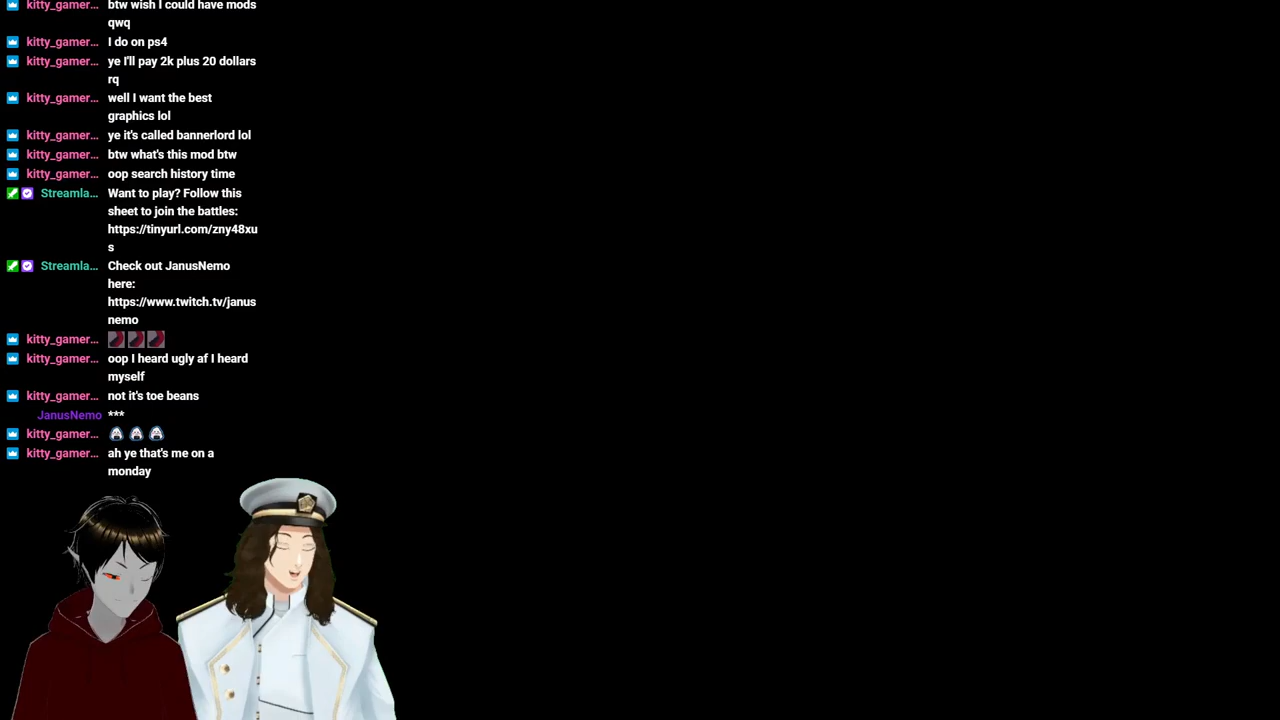 kitty_gamer... btw wish I could have mods
qwq
kitty_gamer... I do on ps4
kitty_gamer... ye I'll pay 2k plus 20 dollars
rq
kitty_gamer... well I want the best
graphics lol
kitty_gamer... ye it's called bannerlord lol
kitty_gamer... btw what's this mod btw
kitty_gamer... oop search history time
Streamla... Want to play? Follow this
sheet to join the battles:
https://tinyurl.com/zny48xu
s
Streamla... Check out JanusNemo
here:
https://www.twitch.tv/janus
nemo
kitty_gamer...
kitty_gamer... oop I heard ugly af I heard
myself
kitty_gamer... not it's toe beans
JanusNemo ***
kitty_gamer...
kitty_gamer... ah ye that's me on a
monday